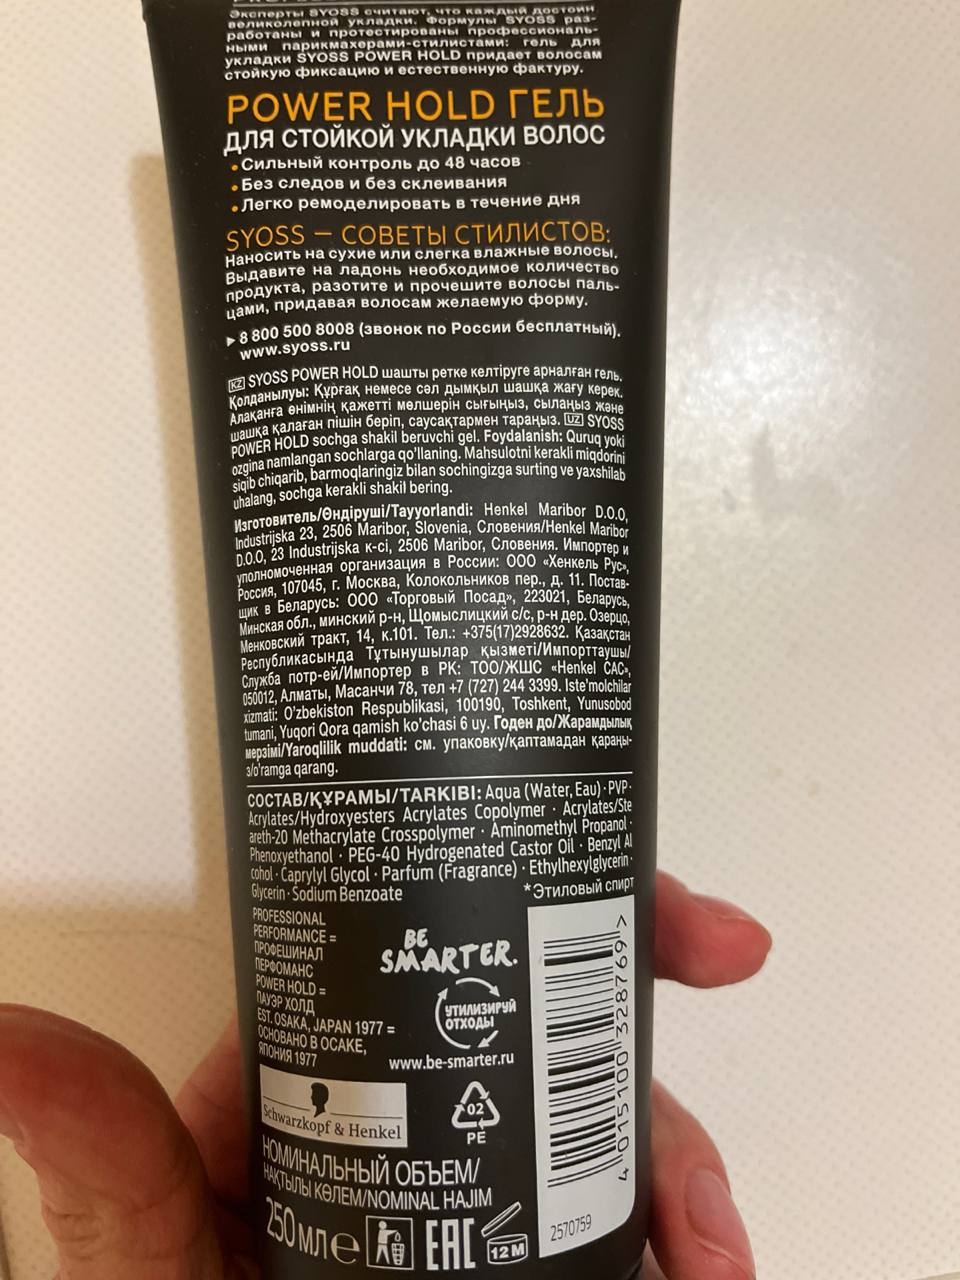 Эксперты SYOSS считают, что каждый достоин
великолепной укладки. Формулы SYOSS раз-
работаны и протестированы профессиональ-
ными парикмахерами-стилистами: гель для
укладки SYOSS POWER HOLD придает волосам
стойкую фиксацию и естественную фактуру.
POWER HOLD ГЕЛЬ
ДЛЯ СТОЙКОЙ УКЛАДКИ ВОЛОС
• Сильный контроль до 48 часов
• Без следов и без склеивания
• Легко ремоделировать в течение дня
SYOSS — СОВЕТЫ СТИЛИСТОВ:
Наносить на сухие или слегка влажные волосы.
Выдавите на ладонь необходимое количество
продукта, разотите и прочешите волосы паль-
цами, придавая волосам желаемую форму.
▸ 8 800 500 8008 (звонок по России бесплатный).
www.syoss.ru
KZ SYOSS POWER HOLD шашты ретке келтіруге арналған гель.
Қолданылуы: Құрғақ немесе сәл дымқыл шашқа жағу керек.
Алақанға өнімнің қажетті мөлшерін сығыңыз, сылаңыз және
шашқа қалаған пішін беріп, саусақтармен тараңыз. UZ SYOSS
POWER HOLD sochga shakil beruvchi gel. Foydalanish: Quruq yoki
ozgina namlangan sochlarga qo'llaning. Mahsulotni kerakli miqdorini
siqib chiqarib, barmoqlaringiz bilan sochingizga surting ve yaxshilab
uhalang, sochga kerakli shakil bering.
Изготовитель/Өндіруші/Tayyorlandi: Henkel Maribor D.O.O,
Industrijska 23, 2506 Maribor, Slovenia, Словения/Henkel Maribor
D.O.O, 23 Industrijska к-сі, 2506 Maribor, Словения. Импортер и
уполномоченная организация в России: ООО «Хенкель Рус»,
Россия, 107045, г. Москва, Колокольников пер., д. 11. Постав-
щик в Беларусь: ООО «Торговый Посад», 223021, Беларусь,
Минская обл., минский р-н, Щомыслицкий с/с, р-н дер. Озерцо,
Менковский тракт, 14, к.101. Тел.: +375(17)2928632. Қазақстан
Республикасында Тұтынушылар қызметі/Импорттаушы/
Служба потр-ей/Импортер в РК: ТОО/ЖШС «Henkel САС»,
050012, Алматы, Масанчи 78, тел +7 (727) 244 3399. Iste'molchilar
xizmati: O'zbekiston Respublikasi, 100190, Toshkent, Yunusobod
tumani, Yuqori Qora qamish ko'chasi 6 uy. Годен до/Жарамдылық
мерзімі/Yaroqlilik muddati: см. упаковку/қаптамадан қараңы-
з/o'ramga qarang.
СОСТАВ/ҚҰРАМЫ/TARKIBI: Aqua (Water, Eau) · PVP ·
Acrylates/Hydroxyesters Acrylates Copolymer · Acrylates/Ste
areth-20 Methacrylate Crosspolymer · Aminomethyl Propanol ·
Phenoxyethanol · PEG-40 Hydrogenated Castor Oil · Benzyl Al
cohol · Caprylyl Glycol · Parfum (Fragrance) · Ethylhexylglycerin ·
Glycerin · Sodium Benzoate
*Этиловый спирт
PROFESSIONAL
PERFORMANCE =
ПРОФЕШИНАЛ
ПЕРФОМАНС
POWER HOLD =
ПАУЭР ХОЛД
EST. OSAKA, JAPAN 1977 =
ОСНОВАНО В ОСАКЕ,
ЯПОНИЯ 1977
BE
SMARTER.
УТИЛИЗИРУЙ
ОТХОДЫ
www.be-smarter.ru
Schwarzkopf & Henkel
02
PE
НОМИНАЛЬНЫЙ ОБЪЕМ/
НАҚТЫЛЫ КӨЛЕМ/NOMINAL HAJIM
250 МЛ ℮
EAC
12 M
4 015100 328769 >
2570759